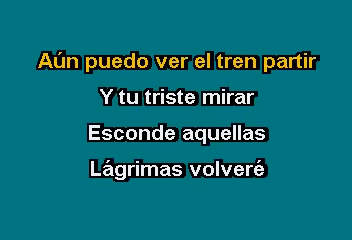 Aún puedo ver el tren partir
Y tu triste mirar
Esconde aquellas
Lágrimas volveré